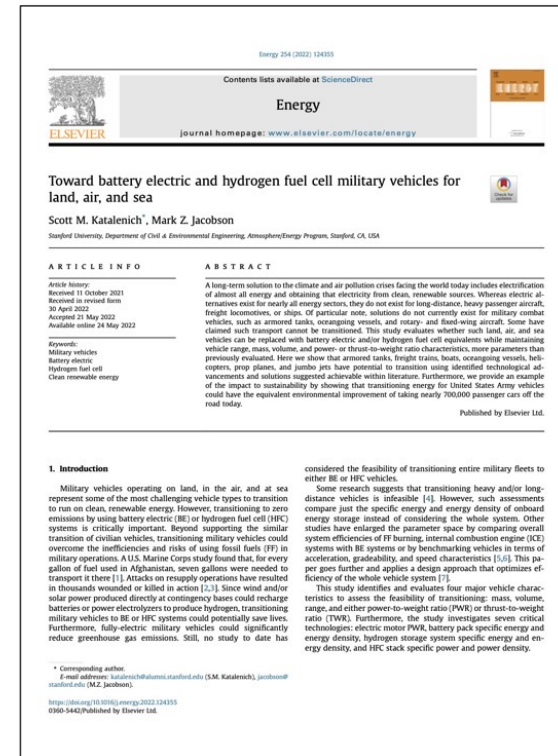 Energy 254 (2022) 124355
Contents lists available at ScienceDirect
Energy
journal homepage: www.elsevier.com/locate/energy
ELSEVIER
Toward battery electric and hydrogen fuel cell military vehicles for
land, air, and sea
Scott M. Katalenich*, Mark Z. Jacobson
Stanford University, Department of Civil & Environmental Engineering, Atmosphere/Energy Program, Stanford, CA, USA
ARTICLE INFO
Article history:
Received 11 October 2021
Received in revised form
30 April 2022
Accepted 21 May 2022
Available online 24 May 2022
Keywords:
Military vehicles
Battery electric
Hydrogen fuel cell
Clean renewable energy
ABSTRACT
A long-term solution to the climate and air pollution crises facing the world today includes electrification
of almost all energy and obtaining that electricity from clean, renewable sources. Whereas electric al-
ternatives exist for nearly all energy sectors, they do not exist for long-distance, heavy passenger aircraft,
freight locomotives, or ships. Of particular note, solutions do not currently exist for military combat
vehicles, such as armored tanks, oceangoing vessels, and rotary- and fixed-wing aircraft. Some have
claimed such transport cannot be transitioned. This study evaluates whether such land, air, and sea
vehicles can be replaced with battery electric and/or hydrogen fuel cell equivalents while maintaining
vehicle range, mass, volume, and power- or thrust-to-weight ratio characteristics, more parameters than
previously evaluated. Here we show that armored tanks, freight trains, boats, oceangoing vessels, heli-
copters, prop planes, and jumbo jets have potential to transition using identified technological ad-
vancements and solutions suggested achievable within literature. Furthermore, we provide an example
of the impact to sustainability by showing that transitioning energy for United States Army vehicles
could have the equivalent environmental improvement of taking nearly 700,000 passenger cars off the
road today.
Published by Elsevier Ltd.
1. Introduction
Military vehicles operating on land, in the air, and at sea
represent some of the most challenging vehicle types to transition
to run on clean, renewable energy. However, transitioning to zero
emissions by using battery electric (BE) or hydrogen fuel cell (HFC)
systems is critically important. Beyond supporting the similar
transition of civilian vehicles, transitioning military vehicles could
overcome the inefficiencies and risks of using fossil fuels (FF) in
military operations. A U.S. Marine Corps study found that, for every
gallon of fuel used in Afghanistan, seven gallons were needed to
transport it there [1]. Attacks on resupply operations have resulted
in thousands wounded or killed in action [2,3]. Since wind and/or
solar power produced directly at contingency bases could recharge
batteries or power electrolyzers to produce hydrogen, transitioning
military vehicles to BE or HFC systems could potentially save lives.
Furthermore, fully-electric military vehicles could significantly
reduce greenhouse gas emissions. Still, no study to date has
considered the feasibility of transitioning entire military fleets to
either BE or HFC vehicles.
Some research suggests that transitioning heavy and/or long-
distance vehicles is infeasible [4]. However, such assessments
compare just the specific energy and energy density of onboard
energy storage instead of considering the whole system. Other
studies have enlarged the parameter space by comparing overall
system efficiencies of FF burning, internal combustion engine (ICE)
systems with BE systems or by benchmarking vehicles in terms of
acceleration, gradeability, and speed characteristics [5,6]. This pa-
per goes further and applies a design approach that optimizes ef-
ficiency of the whole vehicle system [7].
This study identifies and evaluates four major vehicle charac-
teristics to assess the feasibility of transitioning: mass, volume,
range, and either power-to-weight ratio (PWR) or thrust-to-weight
ratio (TWR). Furthermore, the study investigates seven critical
technologies: electric motor PWR, battery pack specific energy and
energy density, hydrogen storage system specific energy and en-
ergy density, and HFC stack specific power and power density.
* Corresponding author.
E-mail addresses: katalenich@alumni.stanford.edu (S.M. Katalenich), jacobson@
stanford.edu (M.Z. Jacobson).
https://doi.org/10.1016/j.energy.2022.124355
0360-5442/Published by Elsevier Ltd.